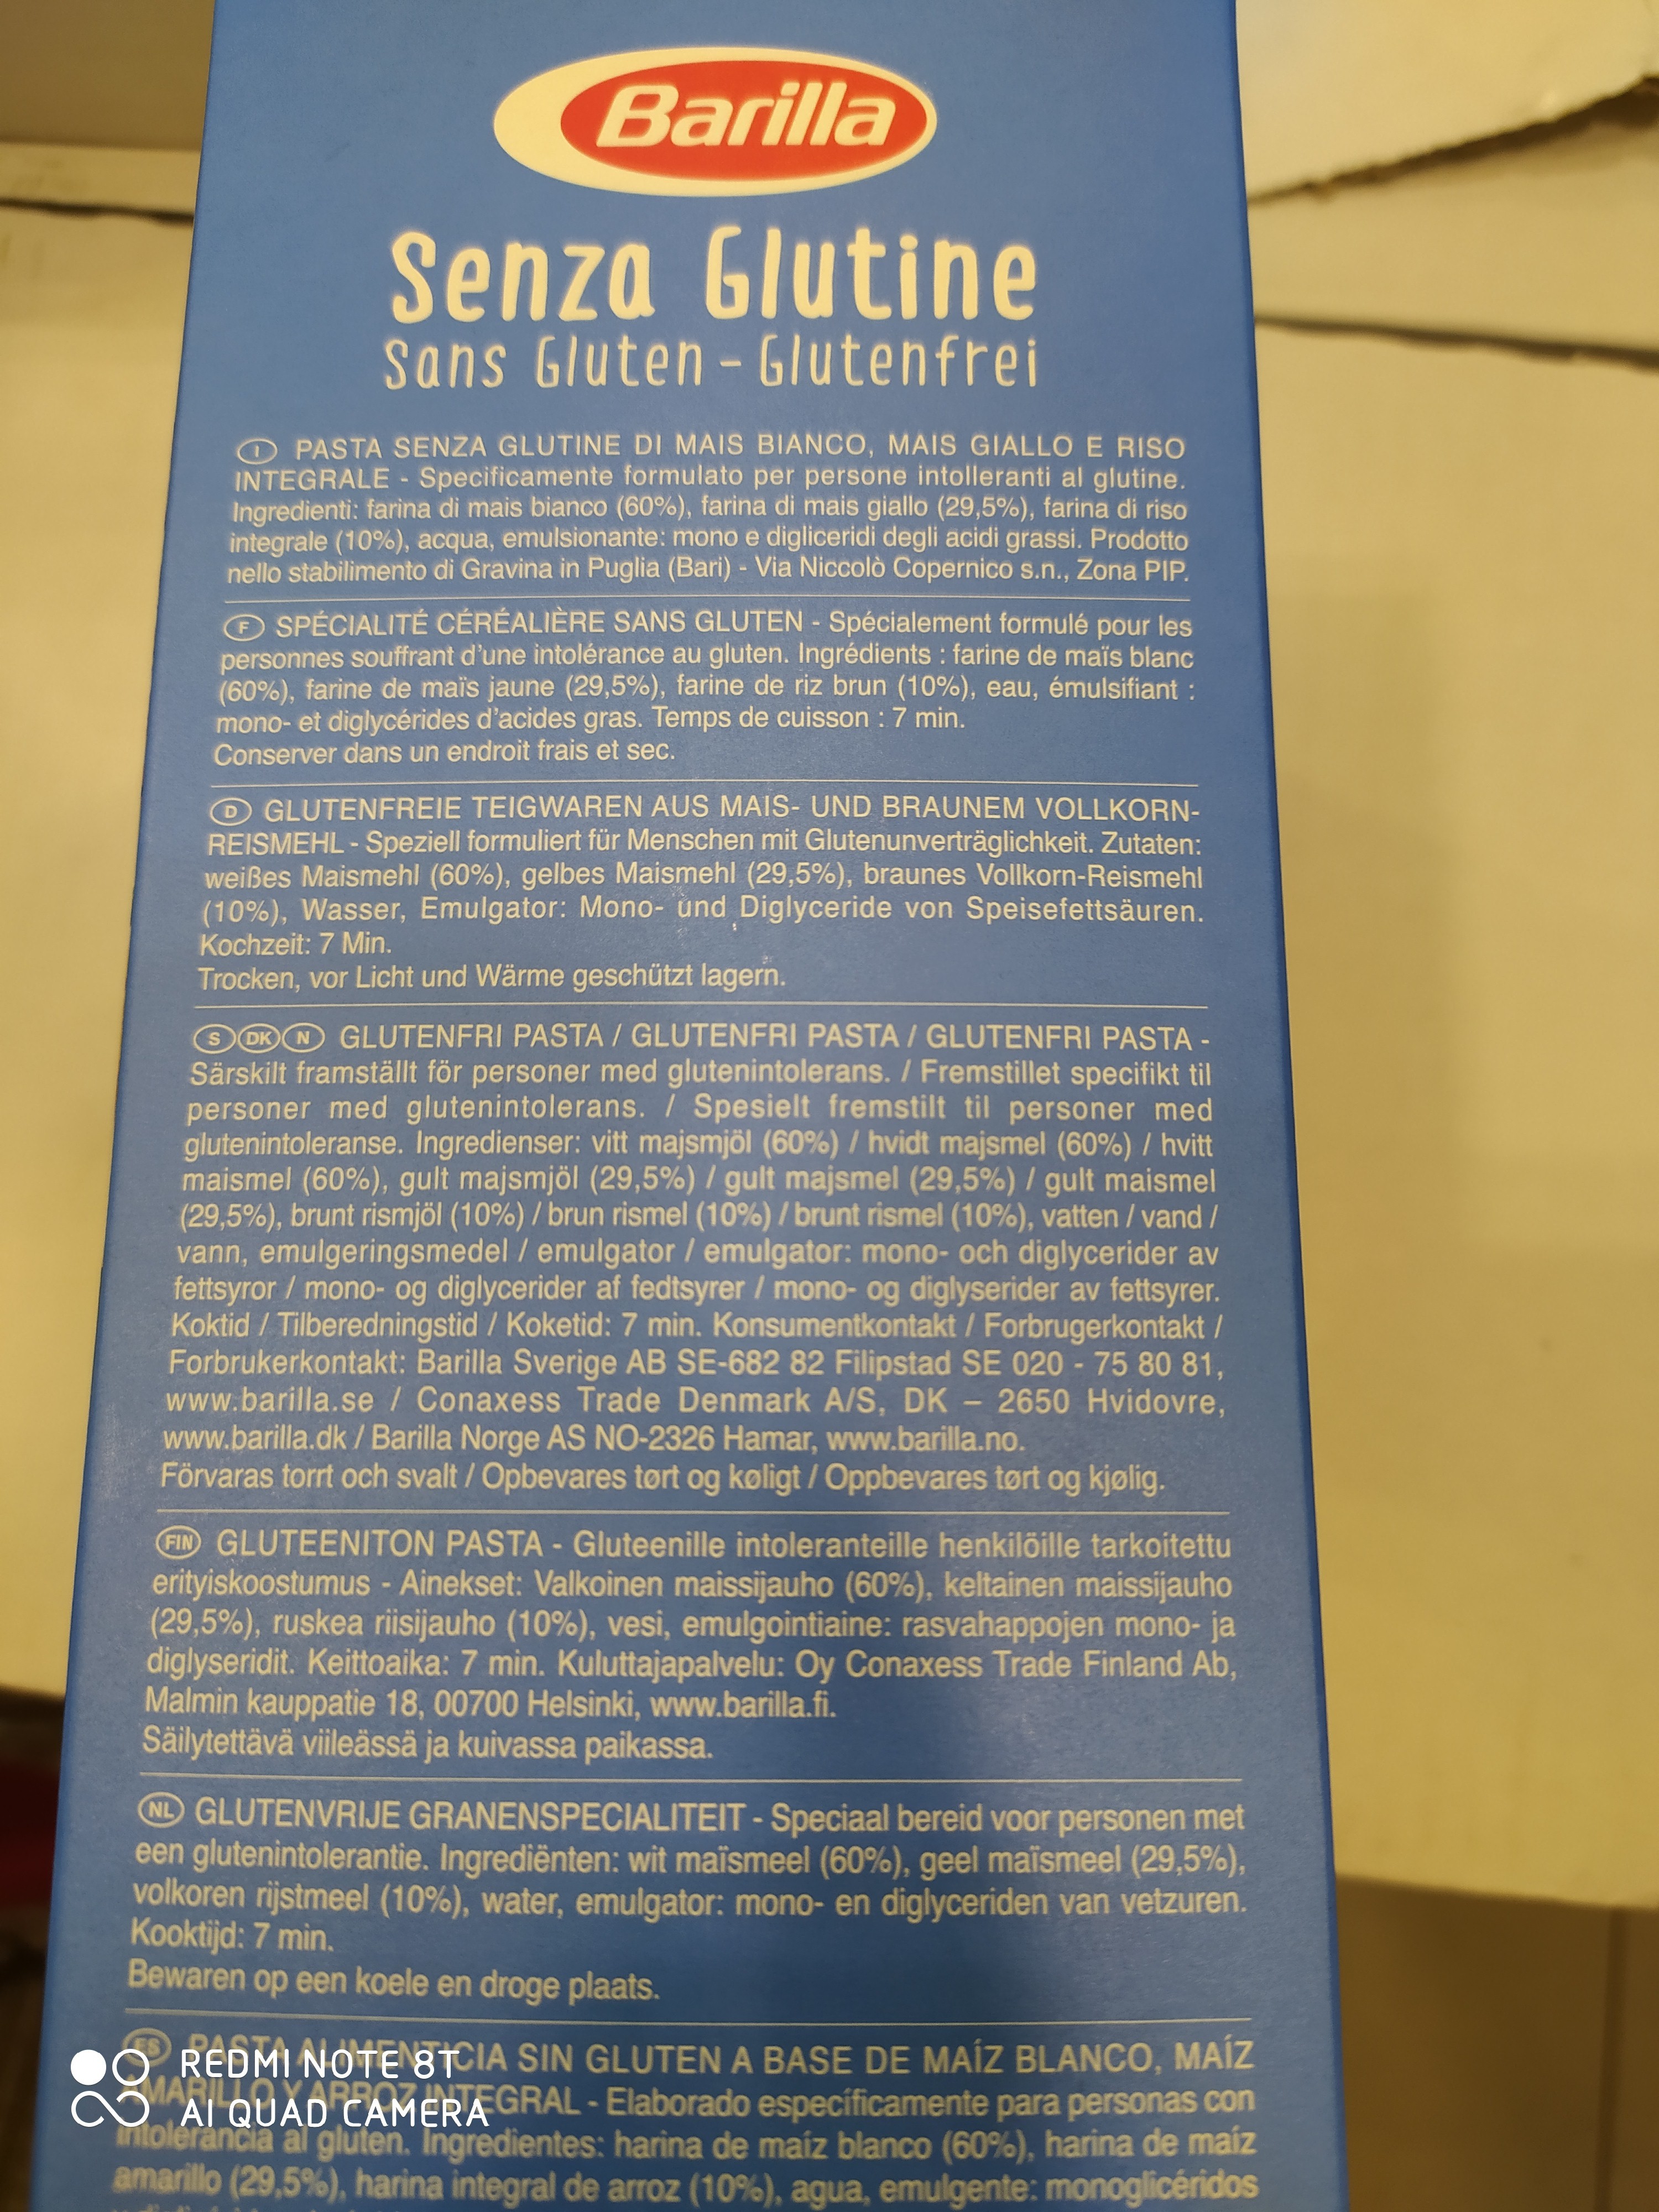 Barilla
Senza Glutine
Sans Gluten - Glutenfrei
I PASTA SENZA GLUTINE DI MAIS BIANCO, MAIS GIALLO E RISO
INTEGRALE - Specificamente formulato per persone intolleranti al glutine.
Ingredienti: farina di mais bianco (60%), farina di mais giallo (29,5%), farina di riso
integrale (10%), acqua, emulsionante: mono e digliceridi degli acidi grassi. Prodotto
nello stabilimento di Gravina in Puglia (Bari) - Via Niccolò Copernico s.n., Zona PIP.
F SPÉCIALITÉ CÉRÉALIÈRE SANS GLUTEN - Spécialement formulé pour les
personnes souffrant d'une intolérance au gluten. Ingrédients : farine de maïs blanc
(60%), farine de maïs jaune (29,5%), farine de riz brun (10%), eau, émulsifiant :
mono- et diglycérides d'acides gras. Temps de cuisson : 7 min.
Conserver dans un endroit frais et sec.
D GLUTENFREIE TEIGWAREN AUS MAIS- UND BRAUNEM VOLLKORN-
REISMEHL - Speziell formuliert für Menschen mit Glutenunverträglichkeit. Zutaten:
weißes Maismehl (60%), gelbes Maismehl (29,5%), braunes Vollkorn-Reismehl
(10%), Wasser, Emulgator: Mono- und Diglyceride von Speisefettsäuren.
Kochzeit: 7 Min.
Trocken, vor Licht und Wärme geschützt lagern.
S DK N GLUTENFRI PASTA / GLUTENFRI PASTA / GLUTENFRI PASTA -
Särskilt framställt för personer med glutenintolerans. / Fremstillet specifikt til
personer med glutenintolerans. / Spesielt fremstilt til personer med
glutenintoleranse. Ingredienser: vitt majsmjöl (60%) / hvidt majsmel (60%) / hvitt
maismel (60%), gult majsmjöl (29,5%) / gult majsmel (29,5%) / gult maismel
(29,5%), brunt rismjöl (10%) / brun rismel (10%) / brunt rismel (10%), vatten / vand /
vann, emulgeringsmedel / emulgator / emulgator: mono- och diglycerider av
fettsyror / mono- og diglycerider af fedtsyrer / mono- og diglyserider av fettsyrer.
Koktid / Tilberedningstid / Koketid: 7 min. Konsumentkontakt / Forbrugerkontakt /
Forbrukerkontakt: Barilla Sverige AB SE-682 82 Filipstad SE 020 - 75 80 81,
www.barilla.se / Conaxess Trade Denmark A/S, DK – 2650 Hvidovre,
www.barilla.dk / Barilla Norge AS NO-2326 Hamar, www.barilla.no.
Förvaras torrt och svalt / Opbevares tørt og køligt / Oppbevares tørt og kjølig.
FIN GLUTEENITON PASTA - Gluteenille intoleranteille henkilöille tarkoitettu
erityiskoostumus - Ainekset: Valkoinen maissijauho (60%), keltainen maissijauho
(29,5%), ruskea riisijauho (10%), vesi, emulgointiaine: rasvahappojen mono- ja
diglyseridit. Keittoaika: 7 min. Kuluttajapalvelu: Oy Conaxess Trade Finland Ab,
Malmin kauppatie 18, 00700 Helsinki, www.barilla.fi.
Säilytettävä viileässä ja kuivassa paikassa.
NL GLUTENVRIJE GRANENSPECIALITEIT - Speciaal bereid voor personen met
een glutenintolerantie. Ingrediënten: wit maïsmeel (60%), geel maïsmeel (29,5%),
volkoren rijstmeel (10%), water, emulgator: mono- en diglyceriden van vetzuren.
Kooktijd: 7 min.
Bewaren op een koele en droge plaats.
ES PASTA ALIMENTICIA SIN GLUTEN A BASE DE MAÍZ BLANCO, MAÍZ
AMARILLO Y ARROZ INTEGRAL - Elaborado específicamente para personas con
intolerancia al gluten. Ingredientes: harina de maíz blanco (60%), harina de maíz
amarillo (29,5%), harina integral de arroz (10%), agua, emulgente: monoglicéridos
REDMI NOTE 8T
AI QUAD CAMERA